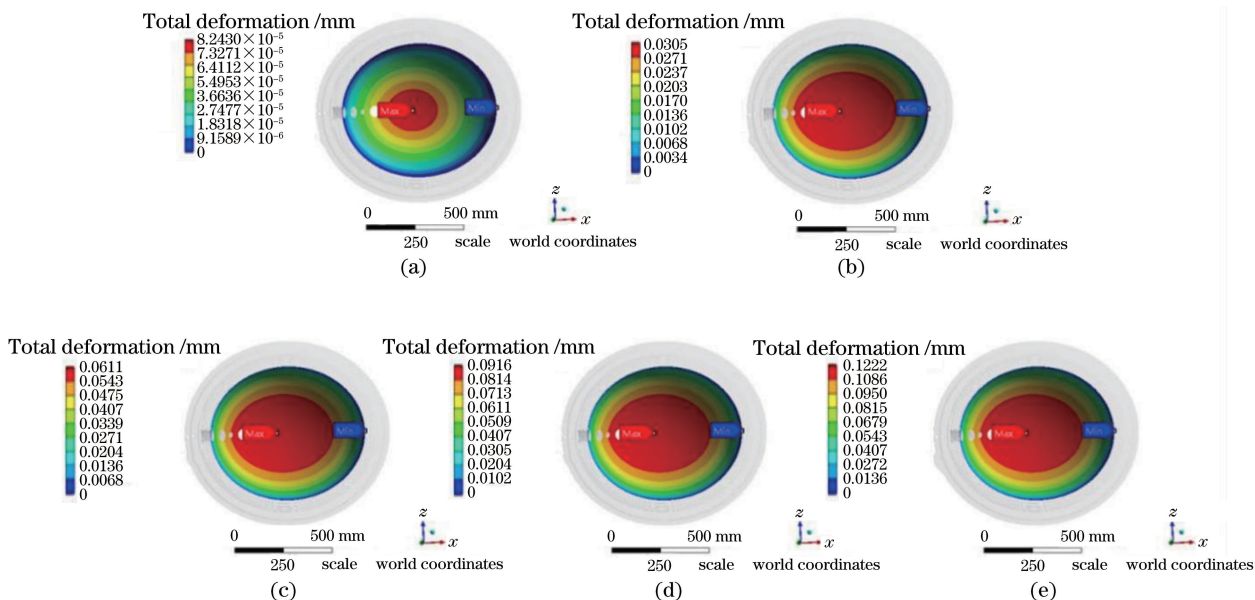 Total deformation /mm
8.2430×10⁻⁵
7.3271×10⁻⁵
6.4112×10⁻⁵
5.4953×10⁻⁵
3.6636×10⁻⁵
2.7477×10⁻⁵
1.8318×10⁻⁵
9.1589×10⁻⁶
0
Max
Min
0 500 mm
250 scale
z
x
world coordinates
(a)
Total deformation /mm
0.0305
0.0271
0.0237
0.0203
0.0170
0.0136
0.0102
0.0068
0.0034
0
Max
Min
0 500 mm
250 scale
z
x
world coordinates
(b)
Total deformation /mm
0.0611
0.0543
0.0475
0.0407
0.0339
0.0271
0.0204
0.0136
0.0068
0
Max
Min
0 500 mm
250 scale
z
x
world coordinates
(c)
Total deformation /mm
0.0916
0.0814
0.0713
0.0611
0.0509
0.0407
0.0305
0.0204
0.0102
0
Max
Min
0 500 mm
250 scale
z
x
world coordinates
(d)
Total deformation /mm
0.1222
0.1086
0.0950
0.0815
0.0679
0.0543
0.0407
0.0272
0.0136
0
Max
Min
0 500 mm
250 scale
z
x
world coordinates
(e)